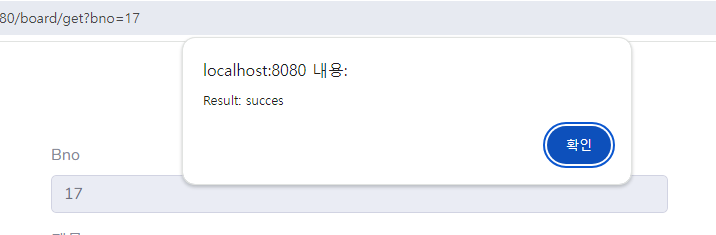 80/board/get?bno=17
localhost:8080 내용:
Result: succes
확인
Bno
17